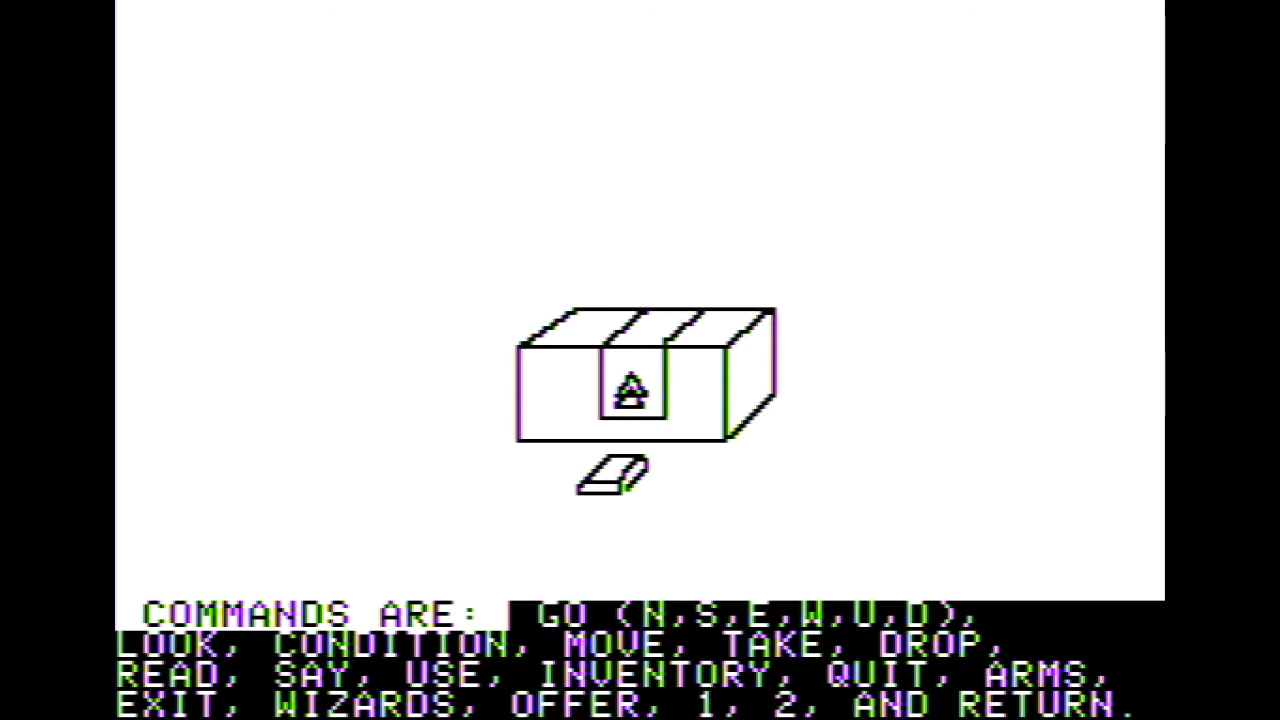 COMMANDS ARE: GO (N,S,E,W,U,D),
LOOK, CONDITION, MOVE, TAKE, DROP,
READ, SAY, USE, INVENTORY, QUIT, ARMS,
EXIT, WIZARDS, OFFER, 1, 2, AND RETURN.